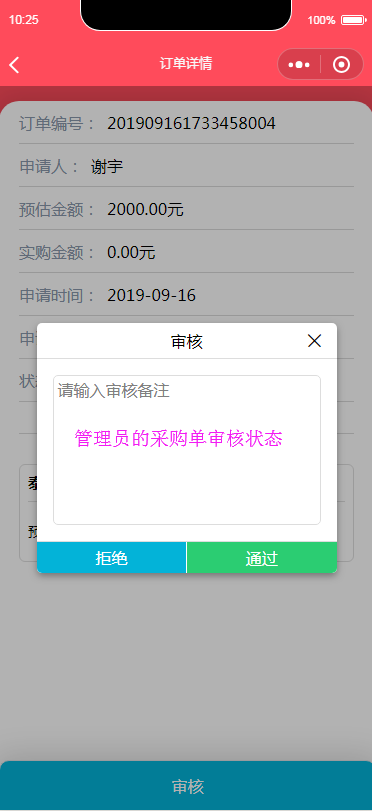 10:25
100%
订单详情
订单编号： 201909161733458004
申请人： 谢宇
预估金额： 2000.00元
实购金额： 0.00元
申请时间： 2019-09-16
申
状
审核
请输入审核备注
管理员的采购单审核状态
预
拒绝
通过
审核